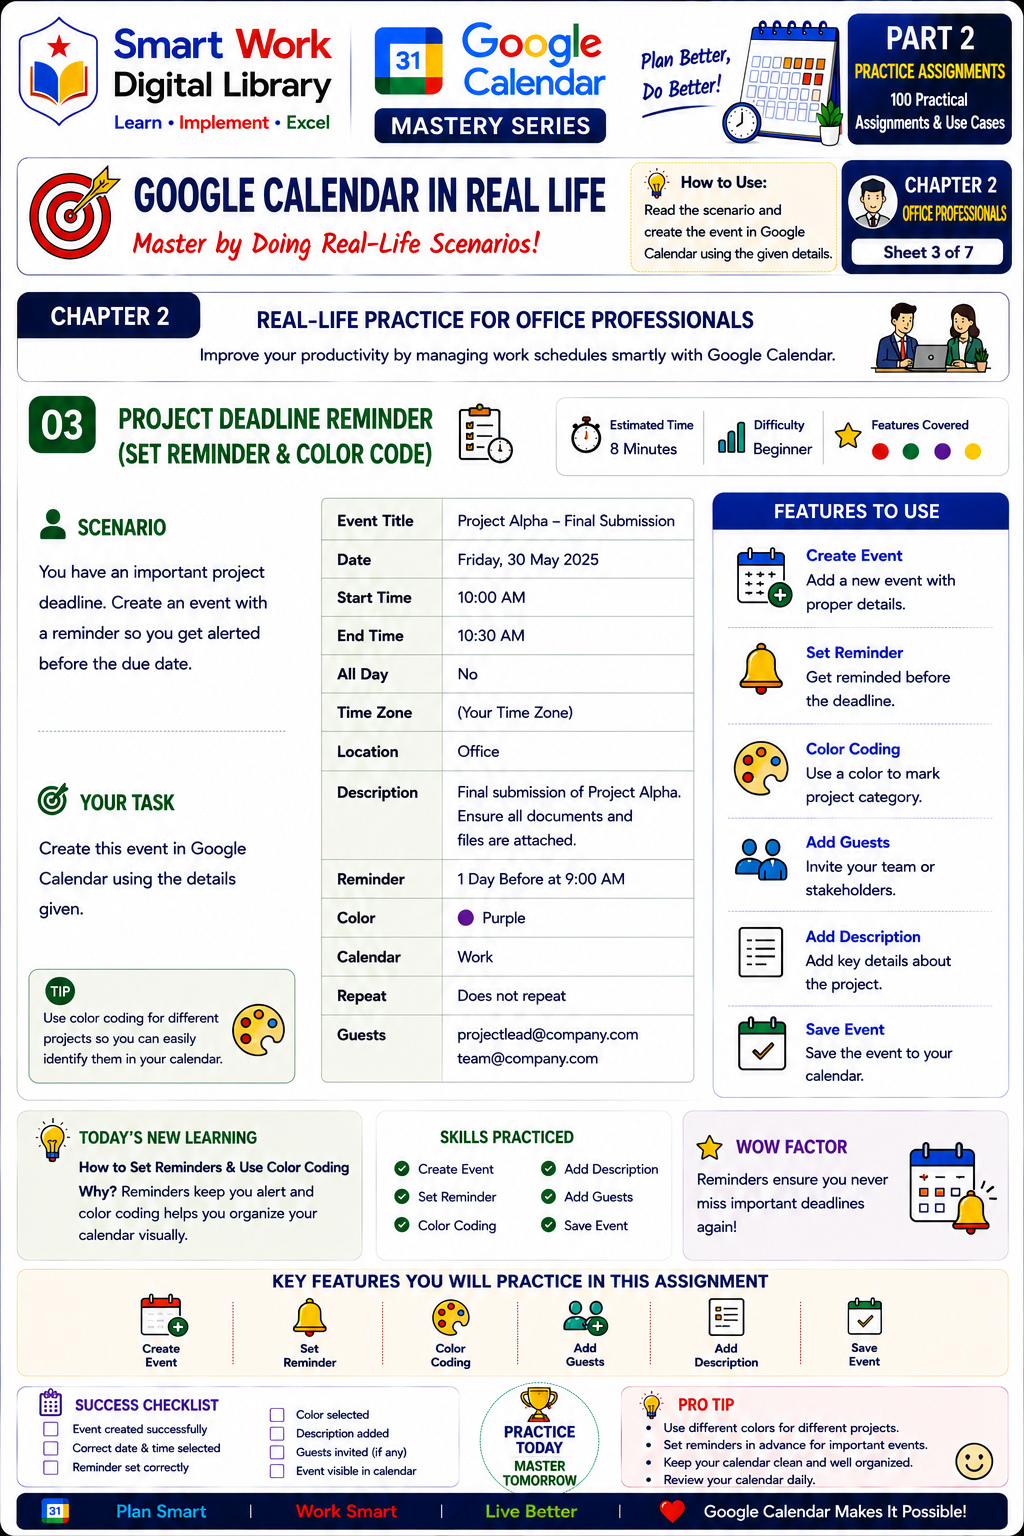 Smart Work
Digital Library
Learn • Implement • Excel
31
Google
Calendar
MASTERY SERIES
Plan Better,
Do Better!
PART 2
PRACTICE ASSIGNMENTS
100 Practical
Assignments & Use Cases
GOOGLE CALENDAR IN REAL LIFE
Master by Doing Real-Life Scenarios!
How to Use:
Read the scenario and
create the event in Google
Calendar using the given details.
CHAPTER 2
OFFICE PROFESSIONALS
Sheet 3 of 7
CHAPTER 2
REAL-LIFE PRACTICE FOR OFFICE PROFESSIONALS
Improve your productivity by managing work schedules smartly with Google Calendar.
03
PROJECT DEADLINE REMINDER
(SET REMINDER & COLOR CODE)
Estimated Time
8 Minutes
Difficulty
Beginner
Features Covered
SCENARIO
You have an important project
deadline. Create an event with
a reminder so you get alerted
before the due date.
YOUR TASK
Create this event in Google
Calendar using the details
given.
TIP
Use color coding for different
projects so you can easily
identify them in your calendar.
Event Title Project Alpha – Final Submission
Date Friday, 30 May 2025
Start Time 10:00 AM
End Time 10:30 AM
All Day No
Time Zone (Your Time Zone)
Location Office
Description Final submission of Project Alpha.
Ensure all documents and
files are attached.
Reminder 1 Day Before at 9:00 AM
Color Purple
Calendar Work
Repeat Does not repeat
Guests projectlead@company.com
team@company.com
FEATURES TO USE
Create Event
Add a new event with
proper details.
Set Reminder
Get reminded before
the deadline.
Color Coding
Use a color to mark
project category.
Add Guests
Invite your team or
stakeholders.
Add Description
Add key details about
the project.
Save Event
Save the event to your
calendar.
TODAY'S NEW LEARNING
How to Set Reminders & Use Color Coding
Why? Reminders keep you alert and
color coding helps you organize your
calendar visually.
SKILLS PRACTICED
Create Event
Set Reminder
Color Coding
Add Description
Add Guests
Save Event
WOW FACTOR
Reminders ensure you never
miss important deadlines
again!
KEY FEATURES YOU WILL PRACTICE IN THIS ASSIGNMENT
Create
Event
Set
Reminder
Color
Coding
Add
Guests
Add
Description
Save
Event
SUCCESS CHECKLIST
Event created successfully
Correct date & time selected
Reminder set correctly
Color selected
Description added
Guests invited (if any)
Event visible in calendar
PRACTICE
TODAY
MASTER
TOMORROW
PRO TIP
• Use different colors for different projects.
• Set reminders in advance for important events.
• Keep your calendar clean and well organized.
• Review your calendar daily.
31
Plan Smart | Work Smart | Live Better | Google Calendar Makes It Possible!